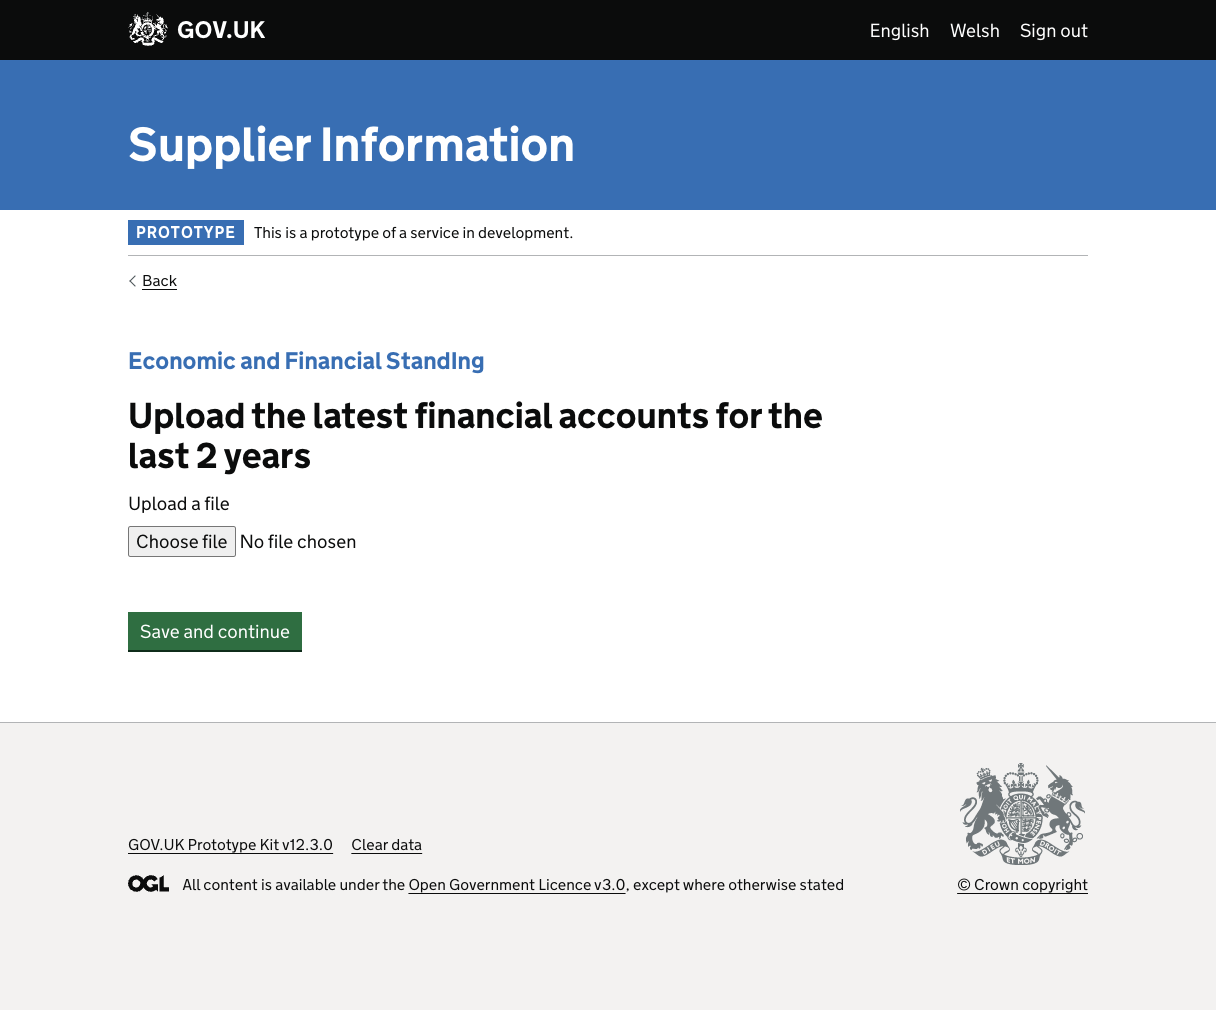 GOV.UK
English Welsh Sign out
Supplier Information
PROTOTYPE This is a prototype of a service in development.
Back
Economic and Financial StandIng
Upload the latest financial accounts for the
last 2 years
Upload a file
Choose file No file chosen
Save and continue
GOV.UK Prototype Kit v12.3.0 Clear data
OGL All content is available under the Open Government Licence v3.0, except where otherwise stated
DIEU ET MON DROIT
© Crown copyright